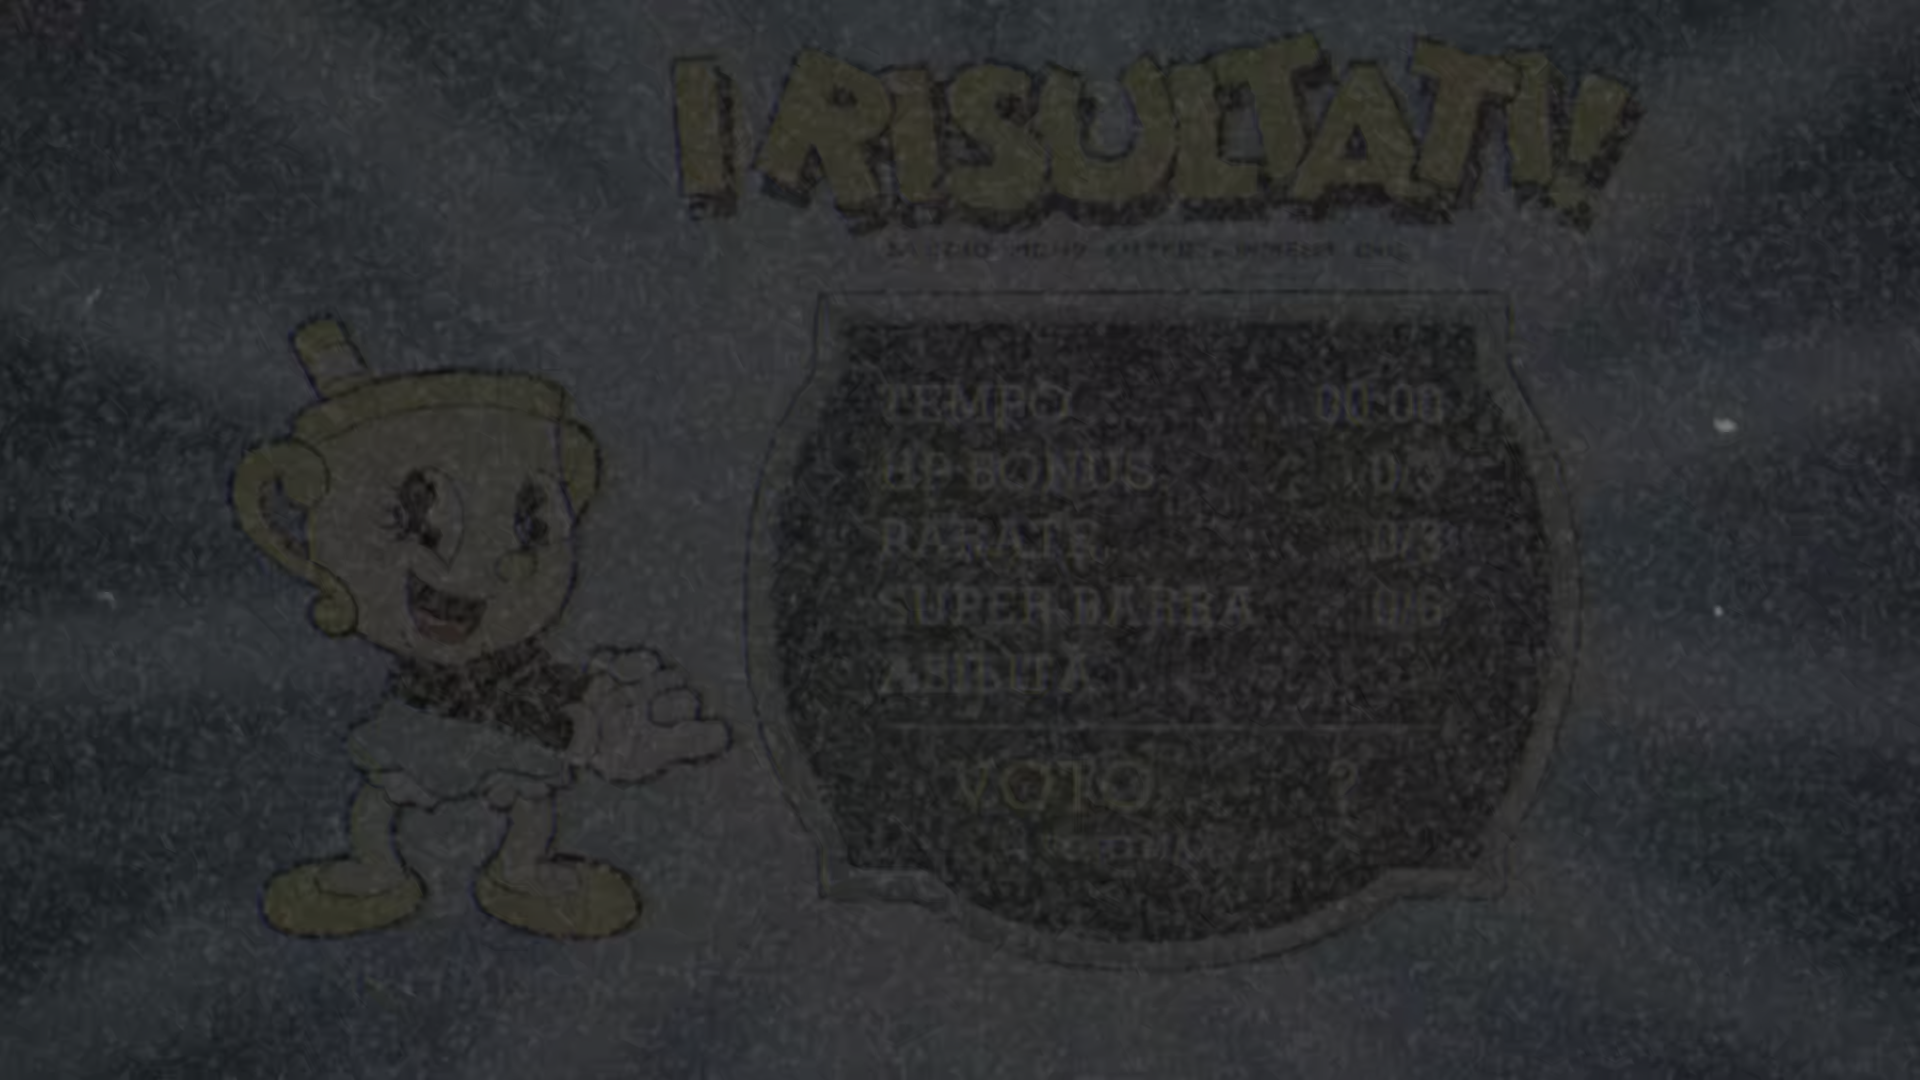 I RISULTATI!
TEMPO 00:00
HP BONUS 0/3
PARATE 0/3
SUPER BARRA 0/6
ABILITÀ
VOTO ?